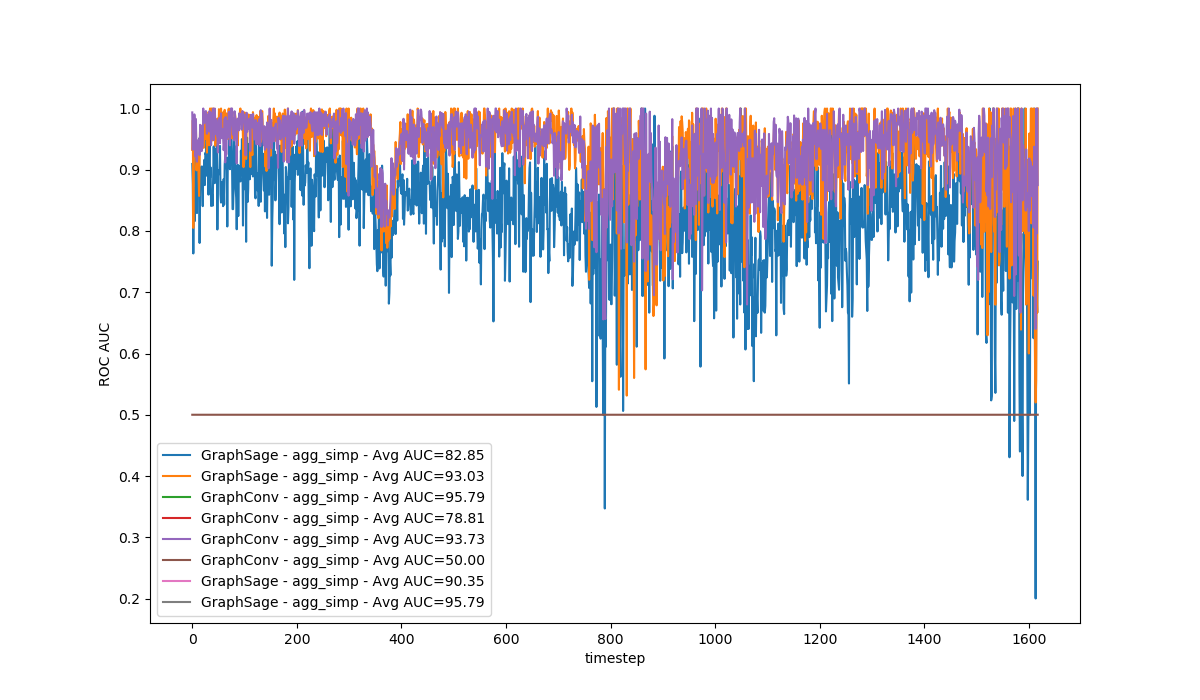 1.0
0.9
0.8
0.7
0.6
0.5
0.4
0.3
0.2
ROC AUC
GraphSage - agg_simp - Avg AUC=82.85
GraphSage - agg_simp - Avg AUC=93.03
GraphConv - agg_simp - Avg AUC=95.79
GraphConv - agg_simp - Avg AUC=78.81
GraphConv - agg_simp - Avg AUC=93.73
GraphConv - agg_simp - Avg AUC=50.00
GraphSage - agg_simp - Avg AUC=90.35
GraphSage - agg_simp - Avg AUC=95.79
0 200 400 600 800 1000 1200 1400 1600
timestep